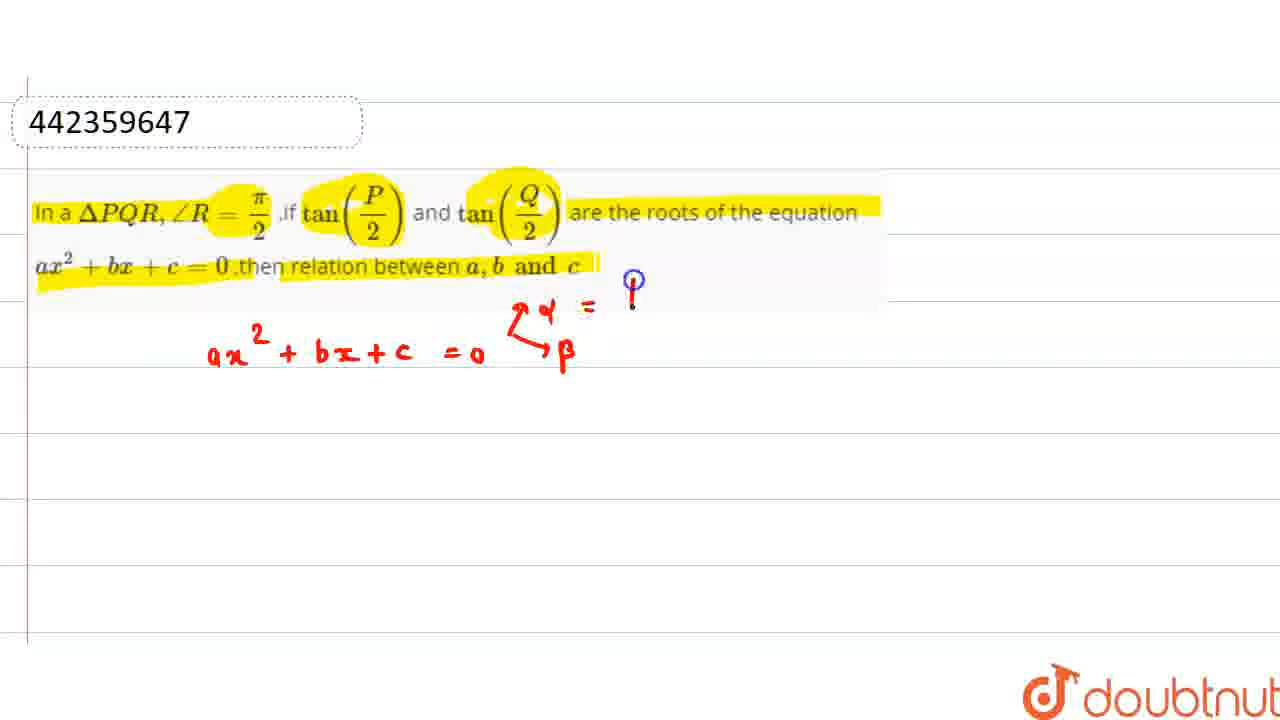 442359647
In a ΔPQR, ∠R = π/2 ,if tan(P/2) and tan(Q/2) are the roots of the equation
ax² + bx + c = 0 ,then relation between a, b and c
α =
ax² + bx + c = 0
β
doubtnut